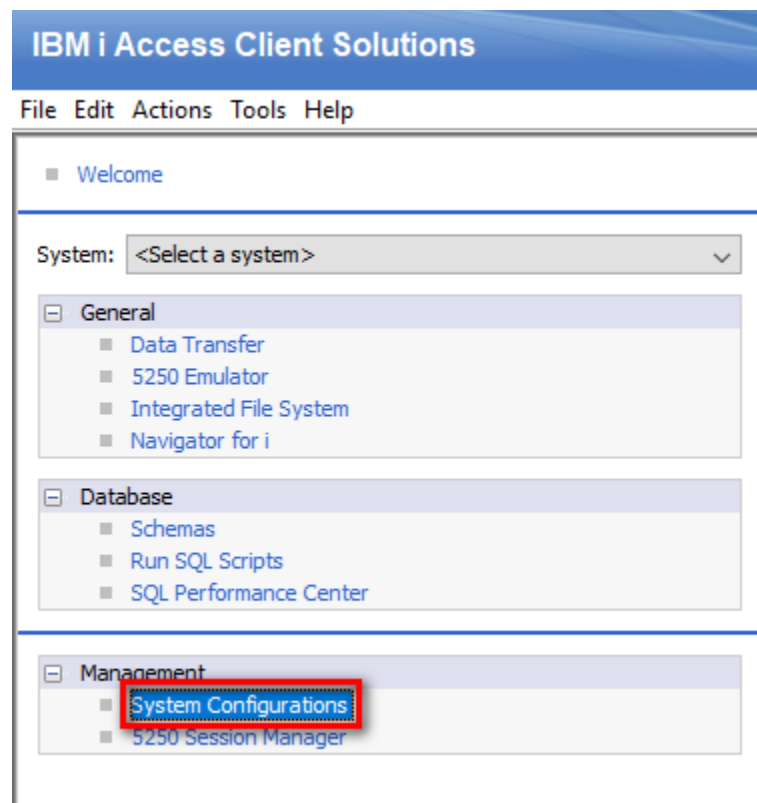 IBM i Access Client Solutions
File Edit Actions Tools Help
Welcome
System: <Select a system>
General
Data Transfer
5250 Emulator
Integrated File System
Navigator for i
Database
Schemas
Run SQL Scripts
SQL Performance Center
Management
System Configurations
5250 Session Manager